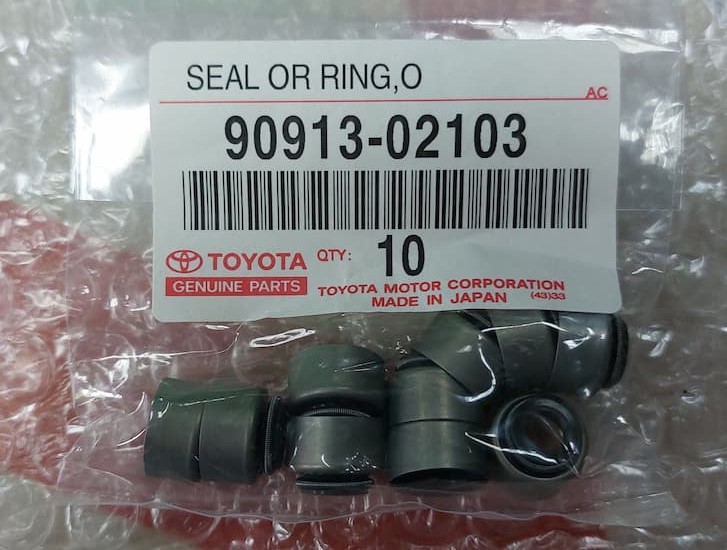 SEAL OR RING,O
AC
90913-02103
TOYOTA
GENUINE PARTS
QTY: 10
TOYOTA MOTOR CORPORATION
MADE IN JAPAN (43)33